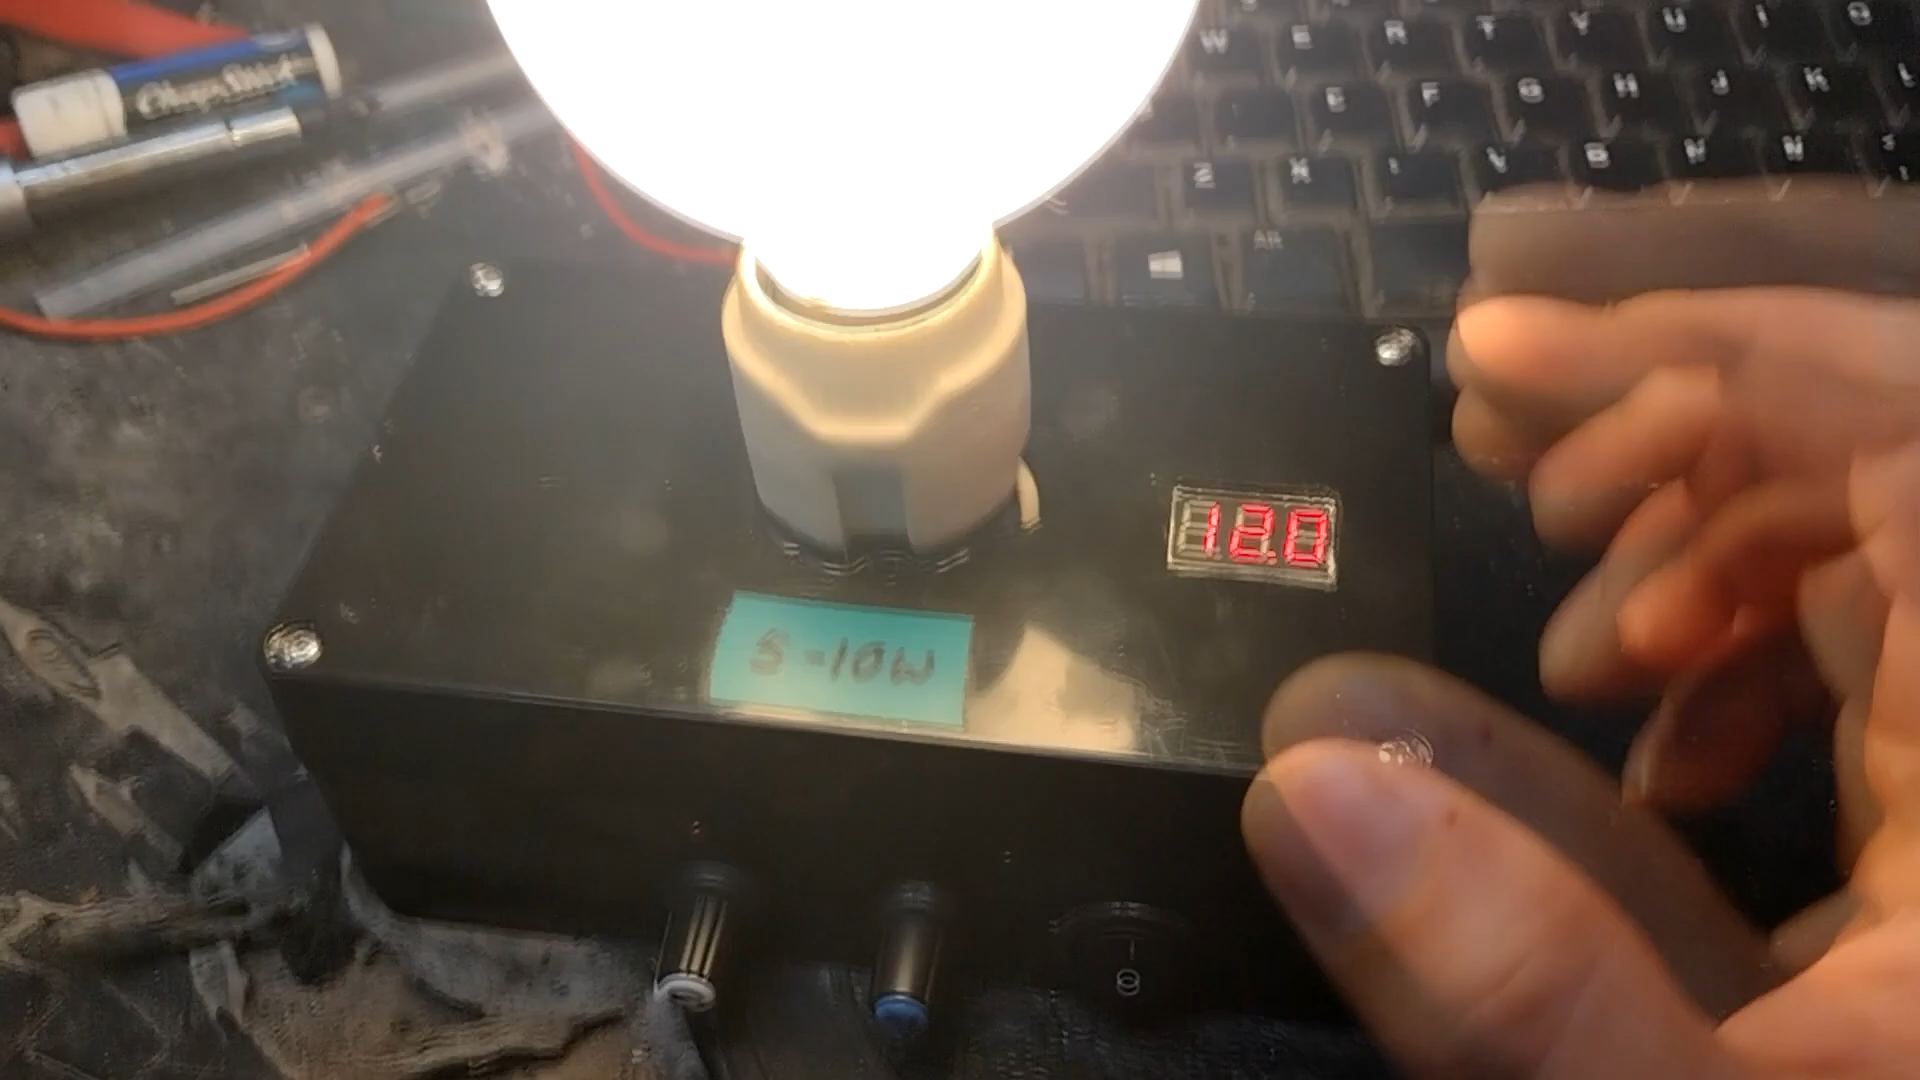 ChapStick
W E R T Y U I O
F G H J K L
Z X V B N
Alt
12.0
5-10W